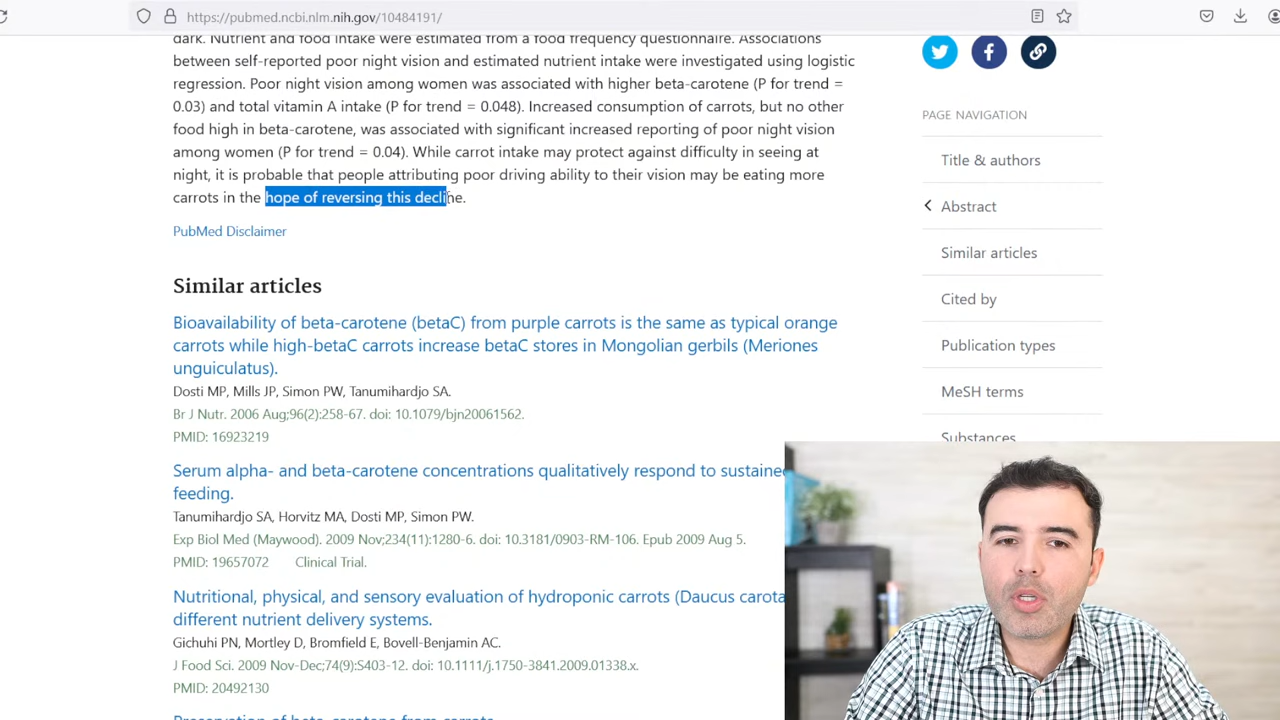 https://pubmed.ncbi.nlm.nih.gov/10484191/
dark. Nutrient and food intake were estimated from a food frequency questionnaire. Associations
between self-reported poor night vision and estimated nutrient intake were investigated using logistic
regression. Poor night vision among women was associated with higher beta-carotene (P for trend =
0.03) and total vitamin A intake (P for trend = 0.048). Increased consumption of carrots, but no other
food high in beta-carotene, was associated with significant increased reporting of poor night vision
among women (P for trend = 0.04). While carrot intake may protect against difficulty in seeing at
night, it is probable that people attributing poor driving ability to their vision may be eating more
carrots in the hope of reversing this decline.
PubMed Disclaimer
Similar articles
Bioavailability of beta-carotene (betaC) from purple carrots is the same as typical orange
carrots while high-betaC carrots increase betaC stores in Mongolian gerbils (Meriones
unguiculatus).
Dosti MP, Mills JP, Simon PW, Tanumihardjo SA.
Br J Nutr. 2006 Aug;96(2):258-67. doi: 10.1079/bjn20061562.
PMID: 16923219
Serum alpha- and beta-carotene concentrations qualitatively respond to sustained
feeding.
Tanumihardjo SA, Horvitz MA, Dosti MP, Simon PW.
Exp Biol Med (Maywood). 2009 Nov;234(11):1280-6. doi: 10.3181/0903-RM-106. Epub 2009 Aug 5.
PMID: 19657072 Clinical Trial.
Nutritional, physical, and sensory evaluation of hydroponic carrots (Daucus carota
different nutrient delivery systems.
Gichuhi PN, Mortley D, Bromfield E, Bovell-Benjamin AC.
J Food Sci. 2009 Nov-Dec;74(9):S403-12. doi: 10.1111/j.1750-3841.2009.01338.x.
PMID: 20492130
Preservation of beta-carotene from carrots.
PAGE NAVIGATION
Title & authors
Abstract
Similar articles
Cited by
Publication types
MeSH terms
Substances